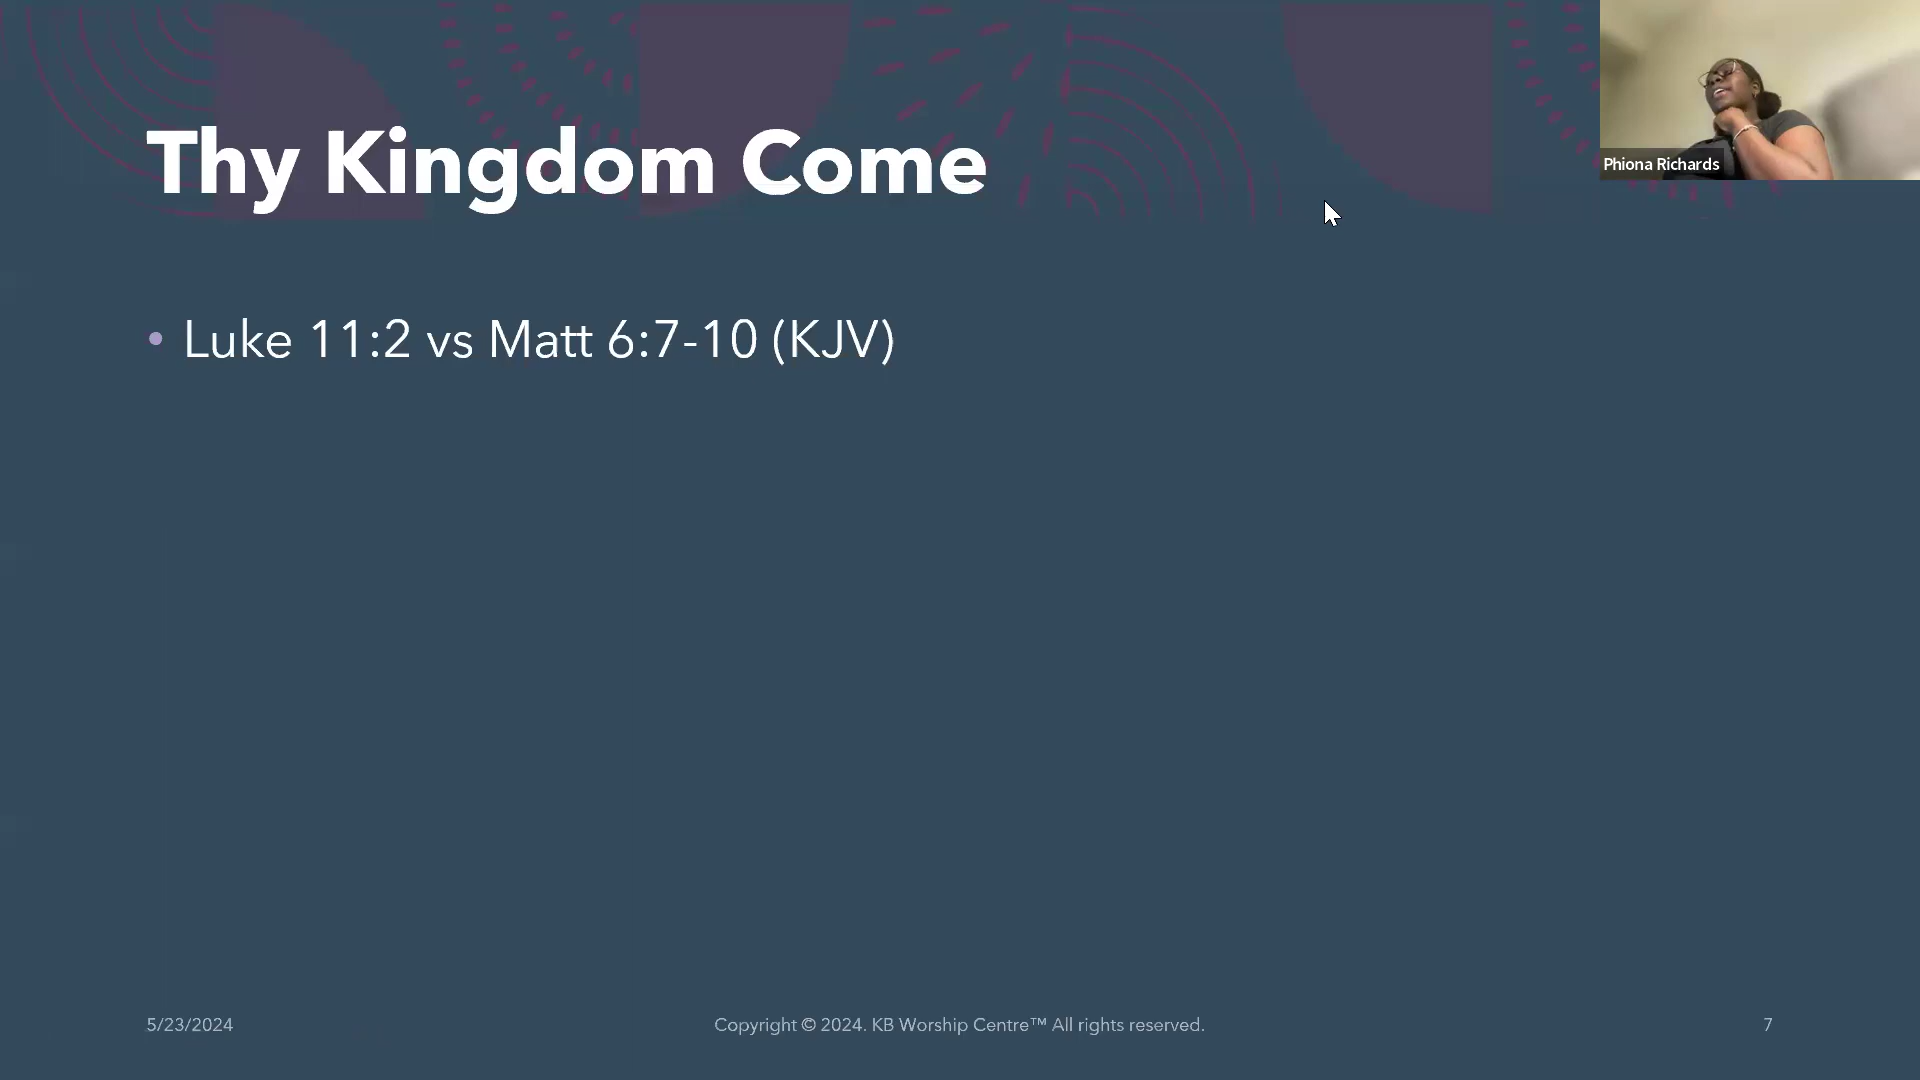 Thy Kingdom Come
Phiona Richards
• Luke 11:2 vs Matt 6:7-10 (KJV)
5/23/2024
Copyright © 2024. KB Worship Centre™ All rights reserved.
7